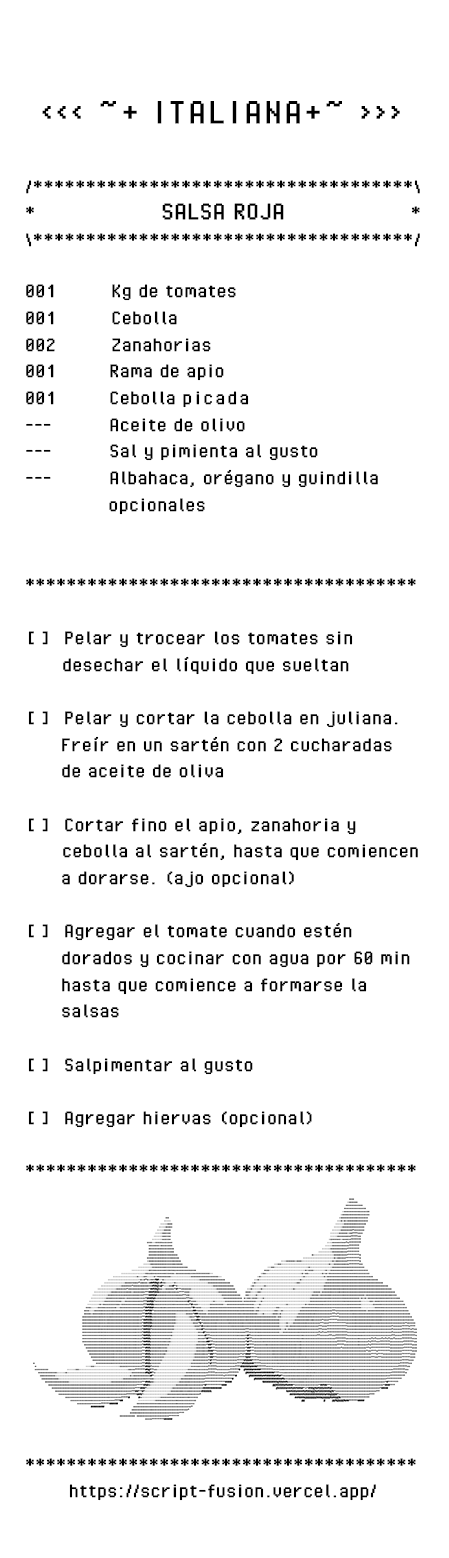 <<< ~+ ITALIANA+~ >>>
/************************************\
* SALSA ROJA *
\************************************/
001 Kg de tomates
001 Cebolla
002 Zanahorias
001 Rama de apio
001 Cebolla picada
--- Aceite de olivo
--- Sal y pimienta al gusto
--- Albahaca, orégano y guindilla
opcionales
**************************************
[ ] Pelar y trocear los tomates sin
desechar el líquido que sueltan
[ ] Pelar y cortar la cebolla en juliana.
Freír en un sartén con 2 cucharadas
de aceite de oliva
[ ] Cortar fino el apio, zanahoria y
cebolla al sartén, hasta que comiencen
a dorarse. (ajo opcional)
[ ] Agregar el tomate cuando estén
dorados y cocinar con agua por 60 min
hasta que comience a formarse la
salsas
[ ] Salpimentar al gusto
[ ] Agregar hiervas (opcional)
**************************************
**************************************
https://script-fusion.vercel.app/